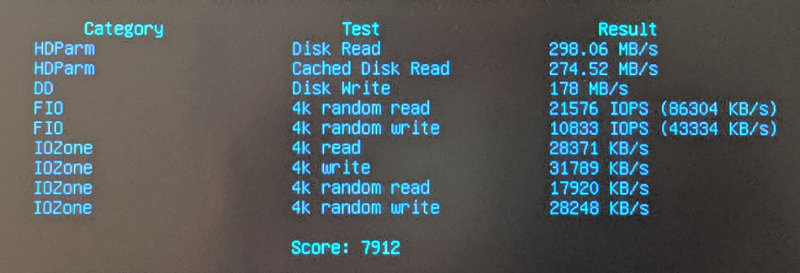 Category Test Result
HDParm Disk Read 298.06 MB/s
HDParm Cached Disk Read 274.52 MB/s
DD Disk Write 178 MB/s
FIO 4k random read 21576 IOPS (86304 KB/s)
FIO 4k random write 10833 IOPS (43334 KB/s)
IOZone 4k read 28371 KB/s
IOZone 4k write 31789 KB/s
IOZone 4k random read 17920 KB/s
IOZone 4k random write 28248 KB/s
Score: 7912